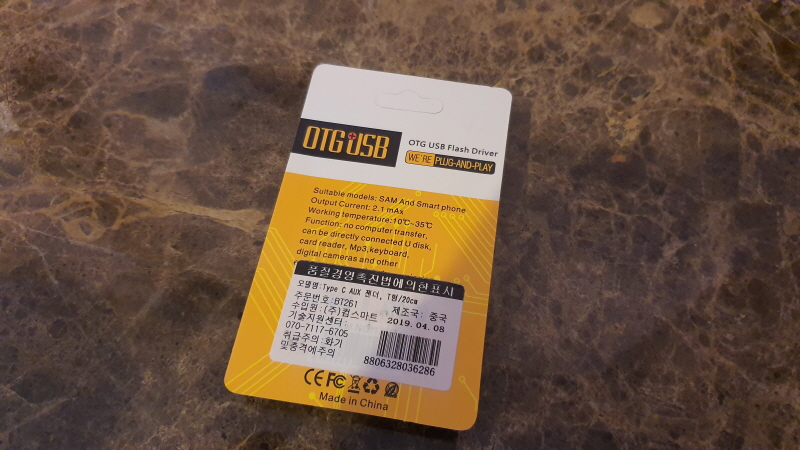 OTG USB
OTG USB Flash Driver
WE'RE PLUG-AND-PLAY
Suitable models: SAM And Smart phone
Output Current: 2-1 mAx
Working temperature:10℃~35℃
Function: no computer transfer,
can be directly connected U disk,
card reader, Mp3, keyboard,
digital cameras and other
품질경영촉진법에의한표시
모델명:Type C AUX 젠더, T형/20cm
주문번호:BT261 제조국: 중국
수입원:(주)컴스마트 2019.04.08
기술지원센터:
070-7117-6705
취급주의:화기
및충격에주의
8806328036286
CE FC
Made in China